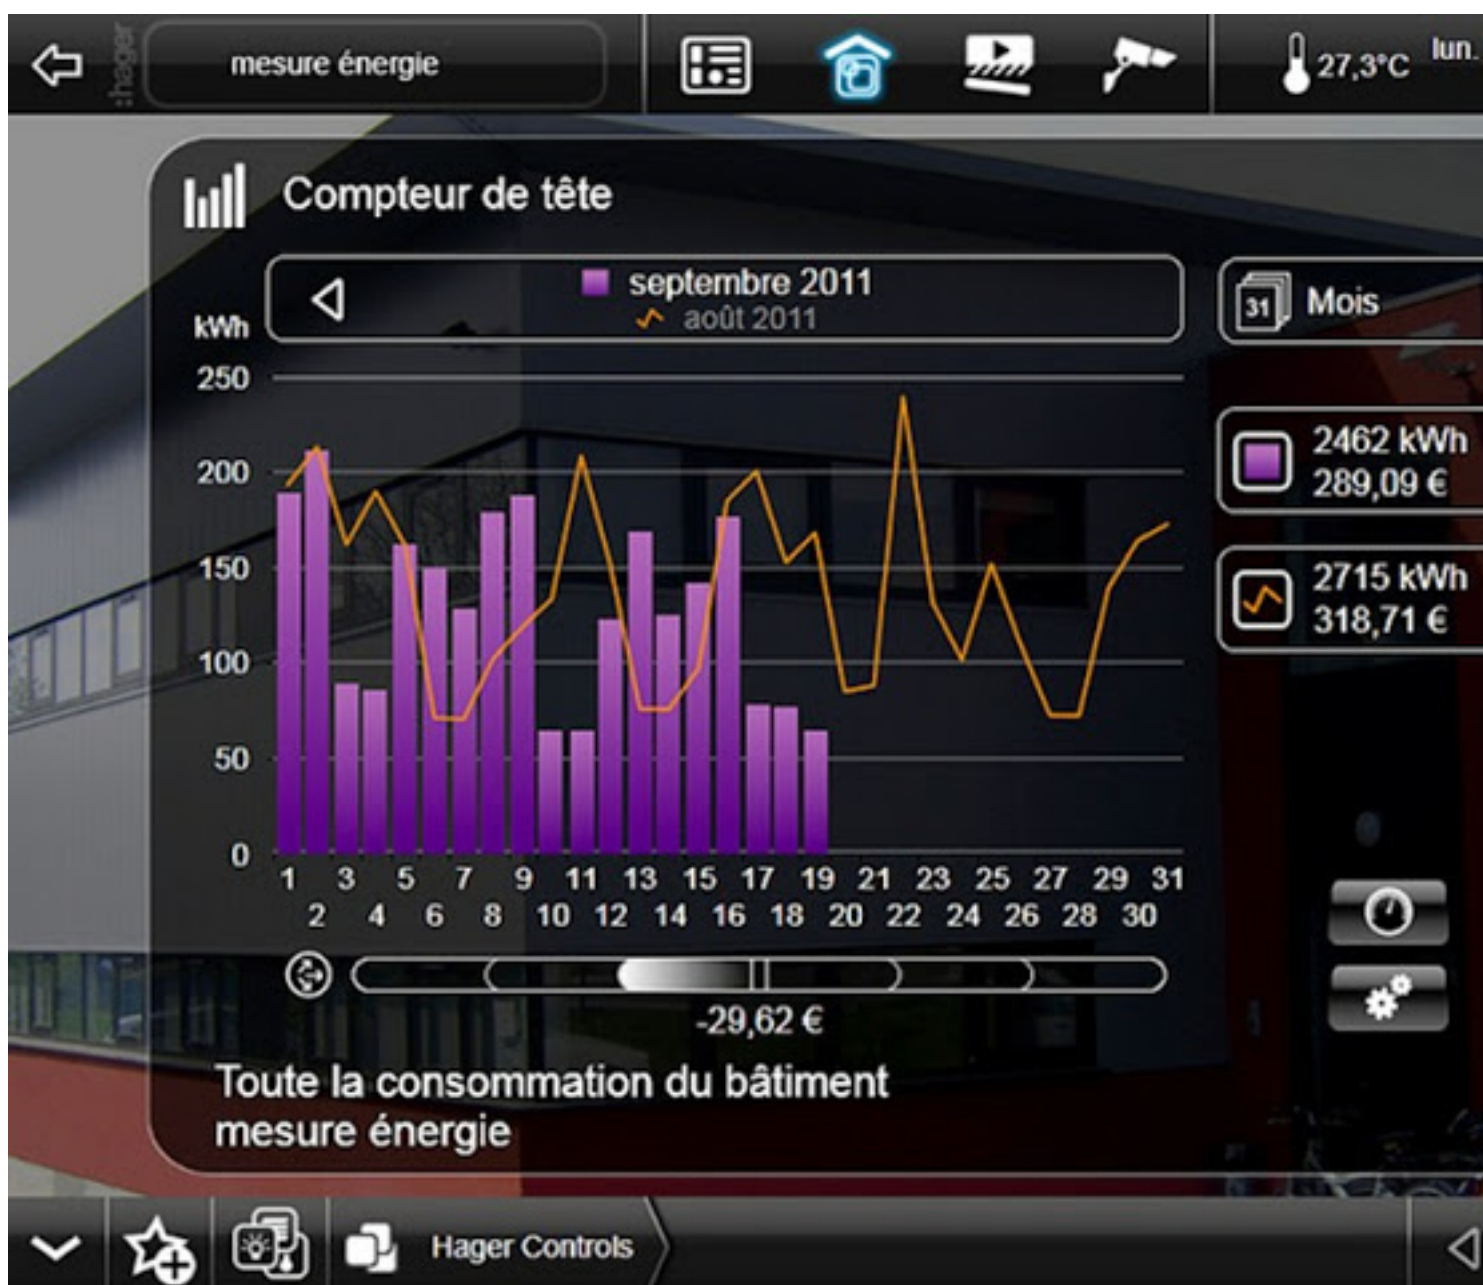 :hager
mesure énergie
27,3°C
lun.
Compteur de tête
septembre 2011
août 2011
31
Mois
kWh
250
200
150
100
50
0
2462 kWh
289,09 €
2715 kWh
318,71 €
1 3 5 7 9 11 13 15 17 19 21 23 25 27 29 31
2 4 6 8 10 12 14 16 18 20 22 24 26 28 30
-29,62 €
Toute la consommation du bâtiment
mesure énergie
Hager Controls